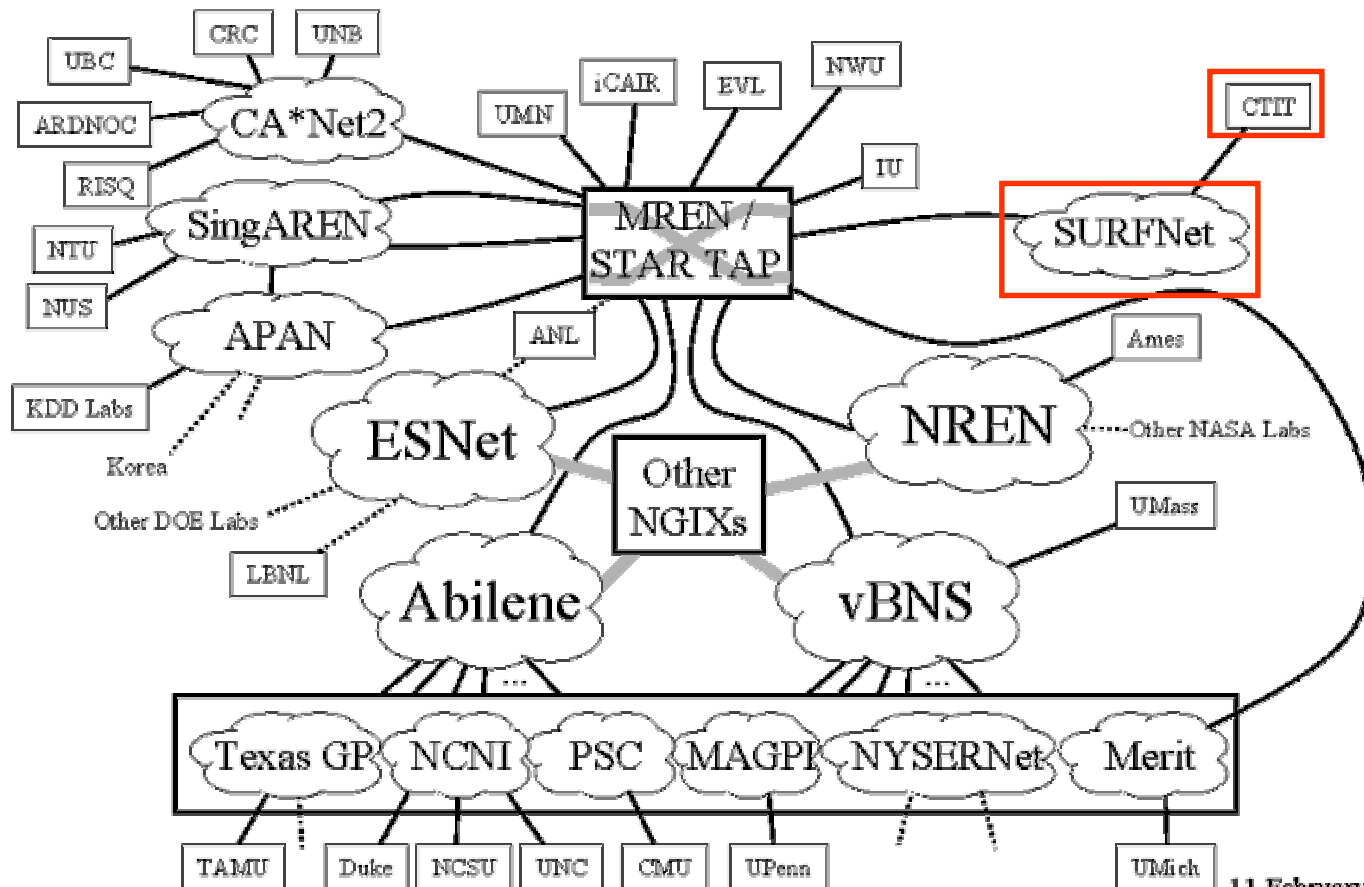 CRC
UNB
UBC
iCAIR
EVL
NWU
CTIT
ARDNOC
CA*Net2
UMN
RISQ
IU
SingAREN
MREN /
STAR TAP
SURFNet
NTU
NUS
APAN
ANL
Ames
KDD Labs
ESNet
NREN
Other NASA Labs
Korea
Other
NGIXs
Other DOE Labs
UMass
LBNL
Abilene
vBNS
...
...
Texas GP
NCNI
PSC
MAGPI
NYSERNet
Merit
TAMU
Duke
NCSU
UNC
CMU
UPenn
UMich
11 February